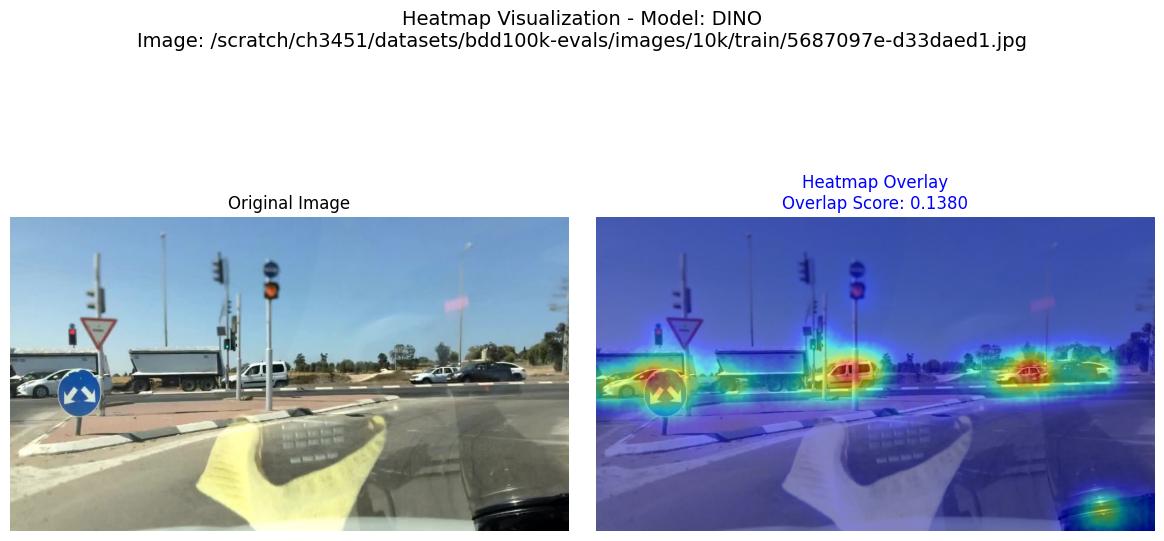 Heatmap Visualization - Model: DINO
Image: /scratch/ch3451/datasets/bdd100k-evals/images/10k/train/5687097e-d33daed1.jpg
Original Image
Heatmap Overlay
Overlap Score: 0.1380